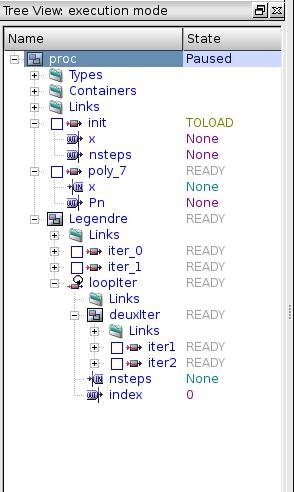 Tree View: execution mode
Name State
proc Paused
Types
Containers
Links
init TOLOAD
x None
nsteps None
poly_7 READY
x None
Pn None
Legendre READY
Links
iter_0 READY
iter_1 READY
loopIter READY
Links
deuxIter READY
Links
iter1 READY
iter2 READY
nsteps None
index 0